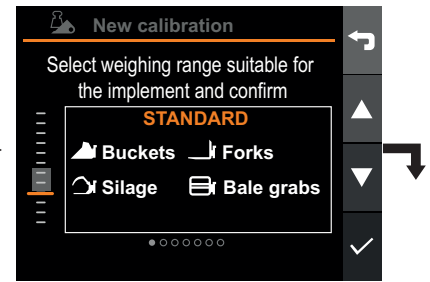 New calibration
Select weighing range suitable for
the implement and confirm
STANDARD
Buckets Forks
Silage Bale grabs